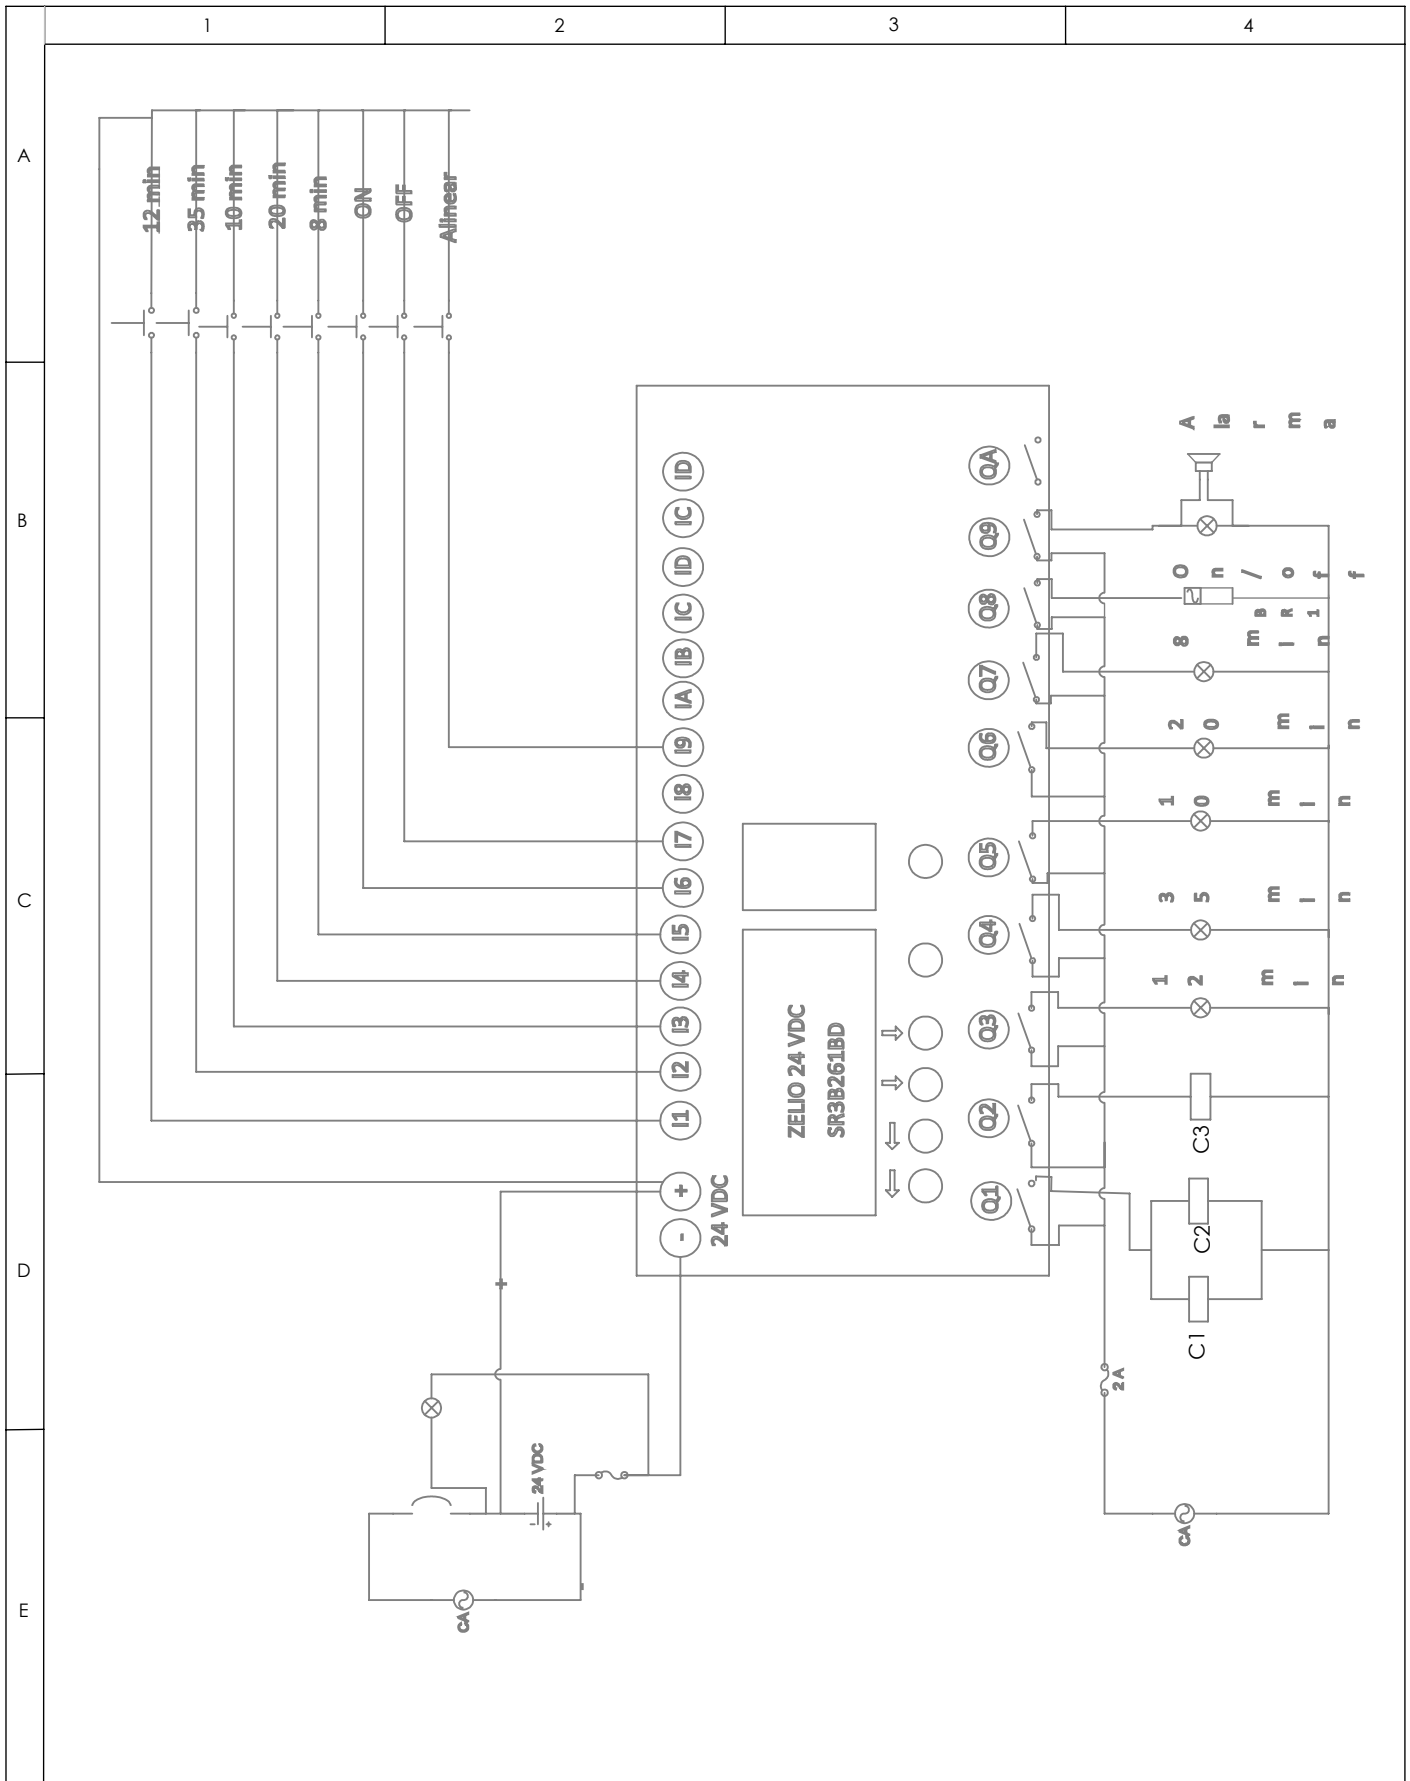 1
2
3
4
A
B
C
D
E
12 min
35 min
10 min
20 min
8 min
ON
OFF
Alinear
ID
IC
ID
IC
IB
IA
I9
I8
I7
I6
I5
I4
I3
I2
I1
+
-
24 VDC
ZELIO 24 VDC
SR3B261BD
QA
Q9
Q8
Q7
Q6
Q5
Q4
Q3
Q2
Q1
Alarma
On/off
BR1
8 mIn
20 mIn
10 mIn
35 mIn
12 mIn
C3
C2
C1
2 A
CA
+
24 VDC
-
+
-
CA